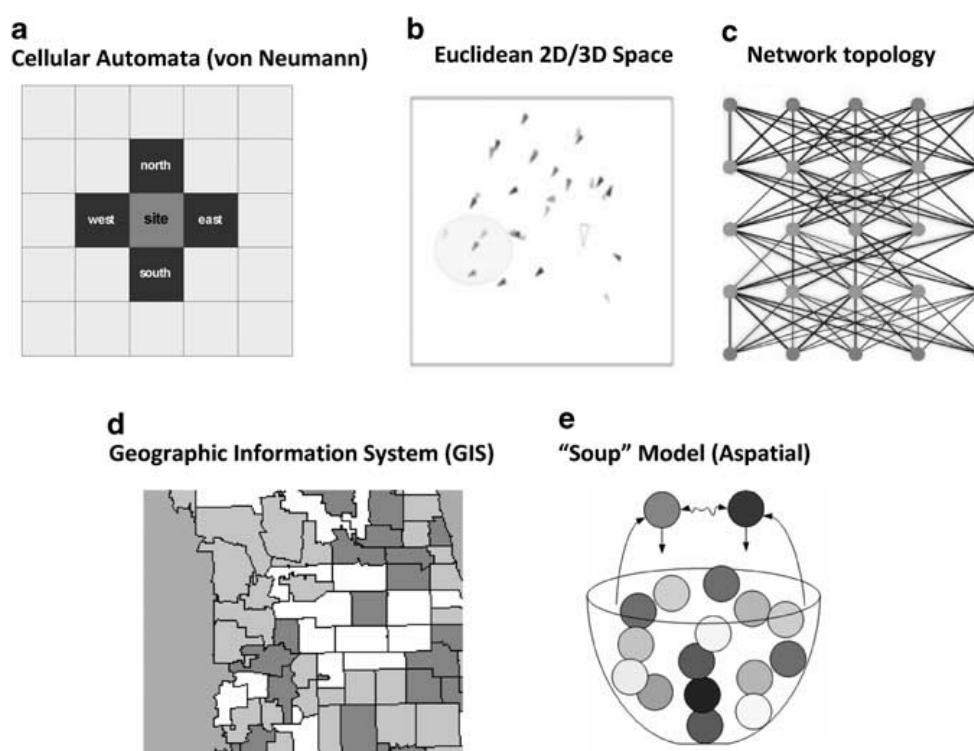 a
Cellular Automata (von Neumann)
north
west
site
east
south
b
Euclidean 2D/3D Space
c
Network topology
d
Geographic Information System (GIS)
e
“Soup” Model (Aspatial)